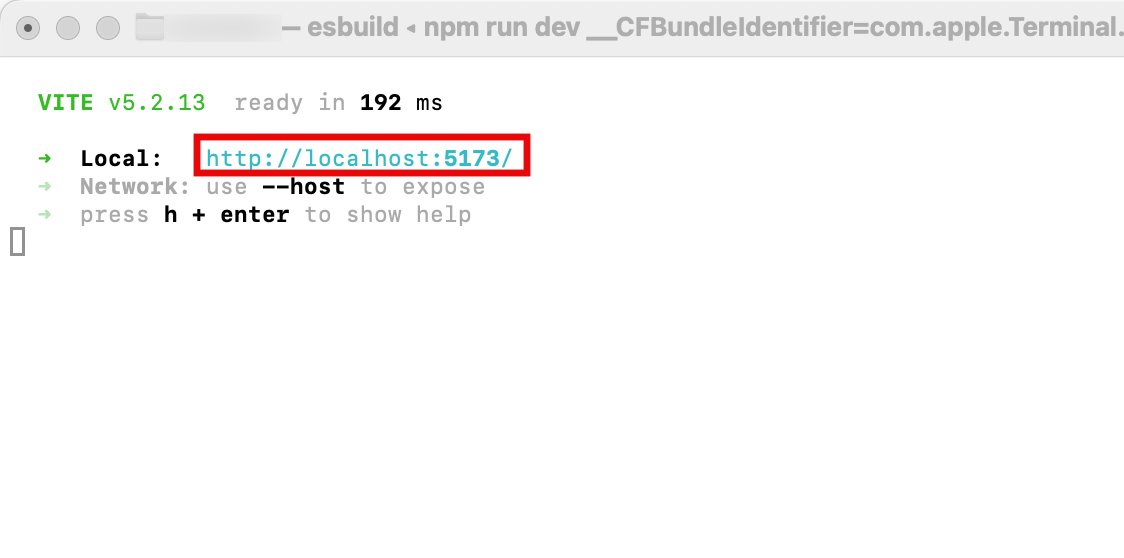 — esbuild ◂ npm run dev __CFBundleIdentifier=com.apple.Terminal.
VITE v5.2.13 ready in 192 ms
➜ Local: http://localhost:5173/
➜ Network: use --host to expose
➜ press h + enter to show help